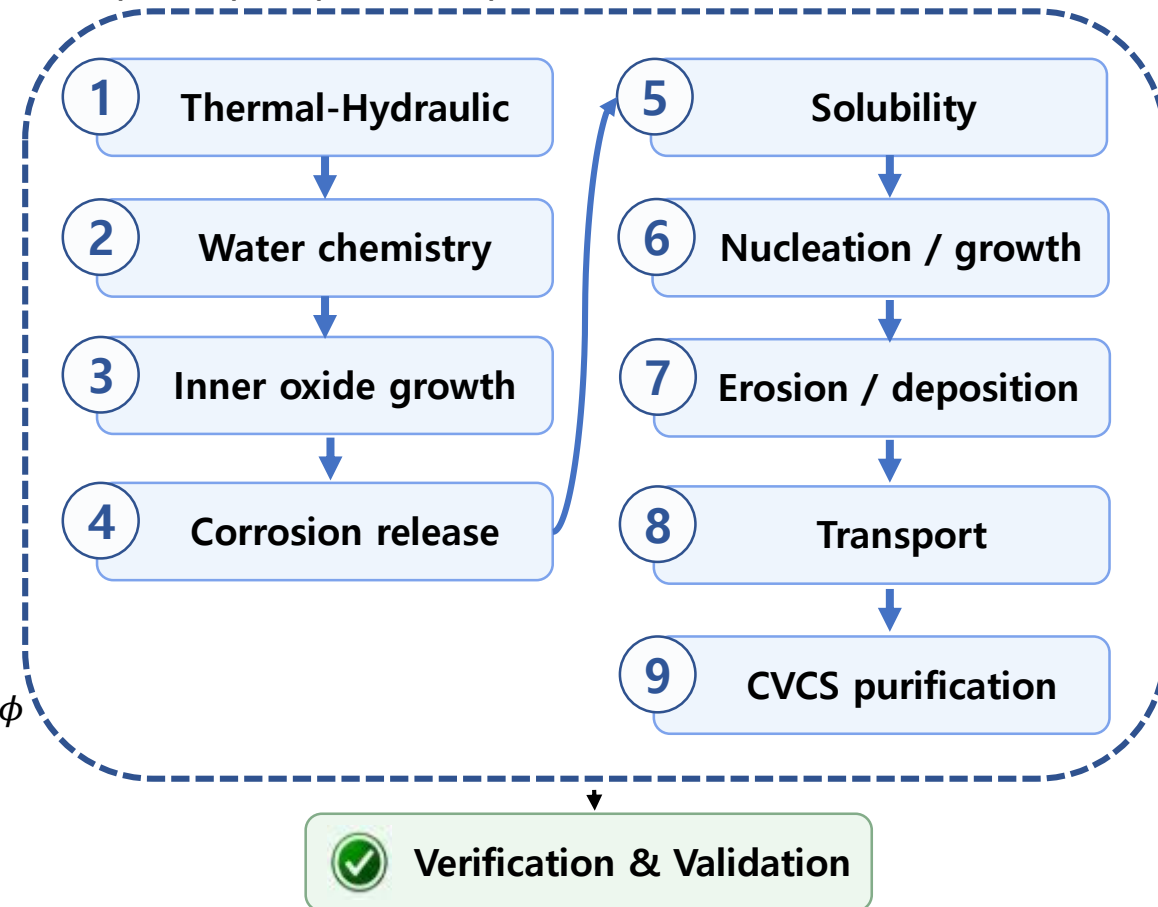 1 Thermal-Hydraulic
2 Water chemistry
3 Inner oxide growth
4 Corrosion release
5 Solubility
6 Nucleation / growth
7 Erosion / deposition
8 Transport
9 CVCS purification
ϕ
Verification & Validation